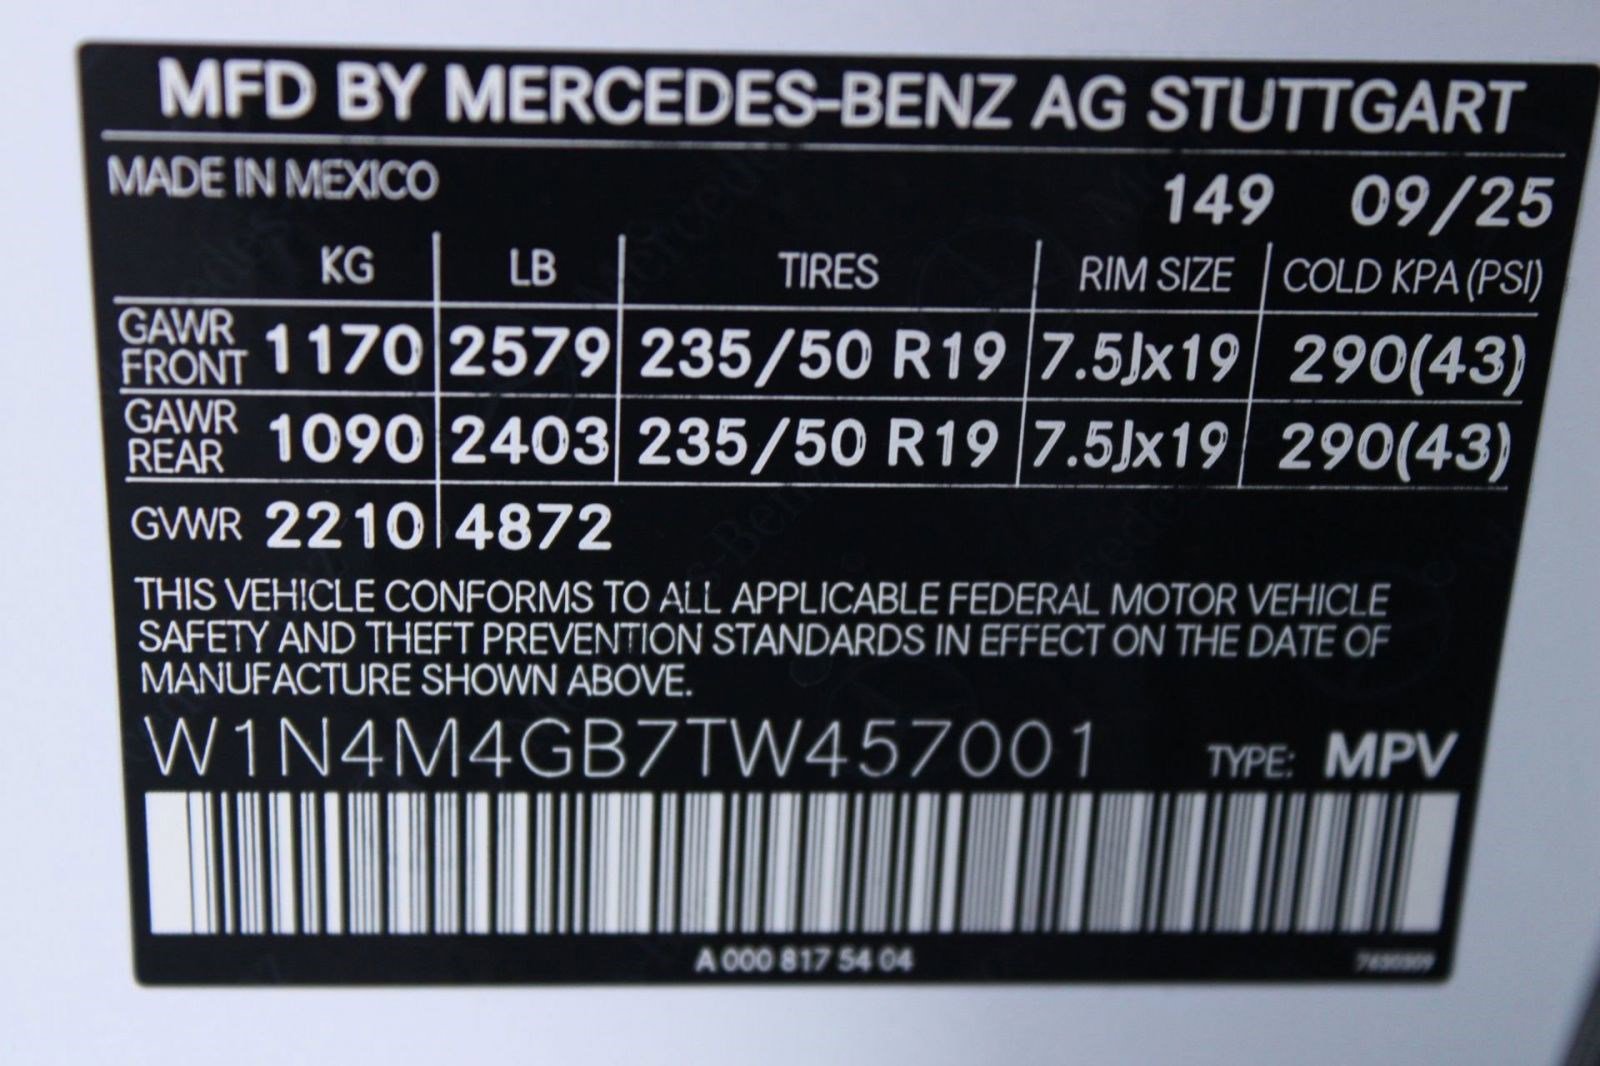 MFD BY MERCEDES-BENZ AG STUTTGART
MADE IN MEXICO 149 09/25
KG LB TIRES RIM SIZE COLD KPA (PSI)
GAWR FRONT 1170 2579 235/50 R19 7.5Jx19 290(43)
GAWR REAR 1090 2403 235/50 R19 7.5Jx19 290(43)
GVWR 2210 4872
THIS VEHICLE CONFORMS TO ALL APPLICABLE FEDERAL MOTOR VEHICLE
SAFETY AND THEFT PREVENTION STANDARDS IN EFFECT ON THE DATE OF
MANUFACTURE SHOWN ABOVE.
W1N4M4GB7TW457001 TYPE: MPV
A 000 817 54 04